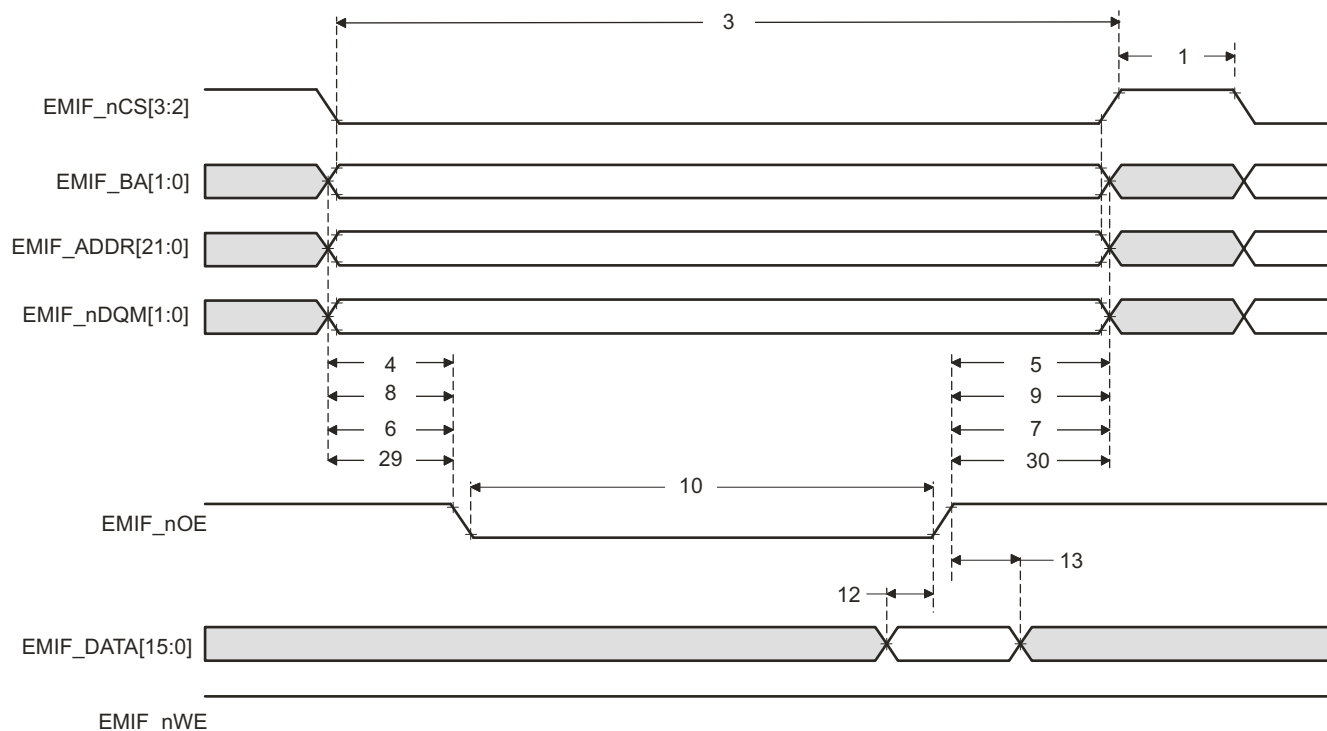 3
1
EMIF_nCS[3:2]
EMIF_BA[1:0]
EMIF_ADDR[21:0]
EMIF_nDQM[1:0]
4
5
8
9
6
7
29
30
10
EMIF_nOE
13
12
EMIF_DATA[15:0]
EMIF_nWE